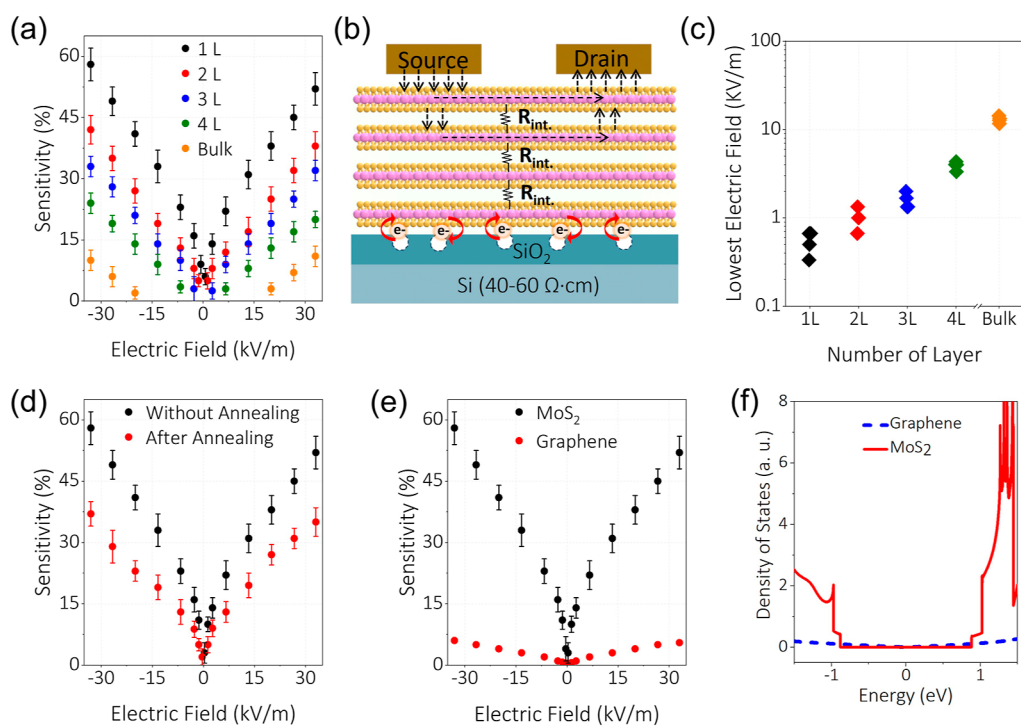 (a)
60
45
30
15
0
-30 -15 0 15 30
Sensitivity (%)
Electric Field (kV/m)
1 L
2 L
3 L
4 L
Bulk
(b)
Source Drain
R_int.
R_int.
R_int.
e- e- e- e- e-
SiO₂
Si (40-60 Ω·cm)
(c)
100
10
1
0.1
1L 2L 3L 4L Bulk
Lowest Electric Field (KV/m)
Number of Layer
(d)
60
45
30
15
0
-30 -15 0 15 30
Sensitivity (%)
Electric Field (kV/m)
Without Annealing
After Annealing
(e)
60
45
30
15
0
-30 -15 0 15 30
Sensitivity (%)
Electric Field (kV/m)
MoS₂
Graphene
(f)
8
6
4
2
0
-1 0 1
Density of States (a. u.)
Energy (eV)
Graphene
MoS₂